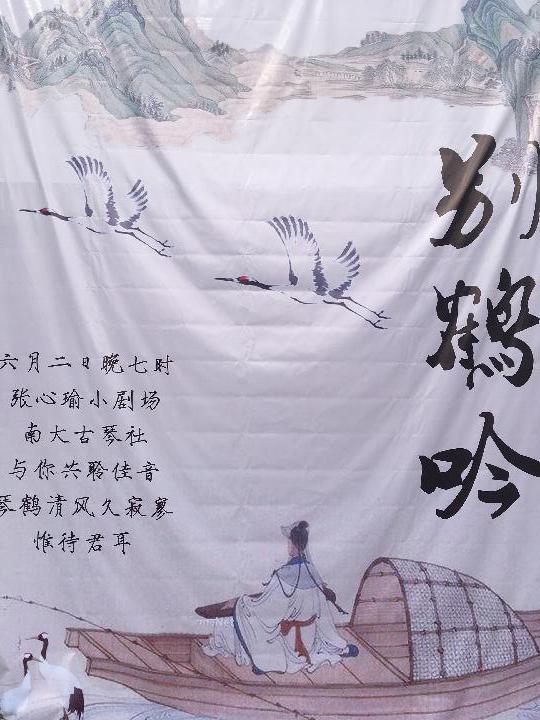 别鹤吟
六月二日晚七时
张心瑜小剧场
南大古琴社
与你共聆佳音
琴鹤清风久寂寥
惟待君耳